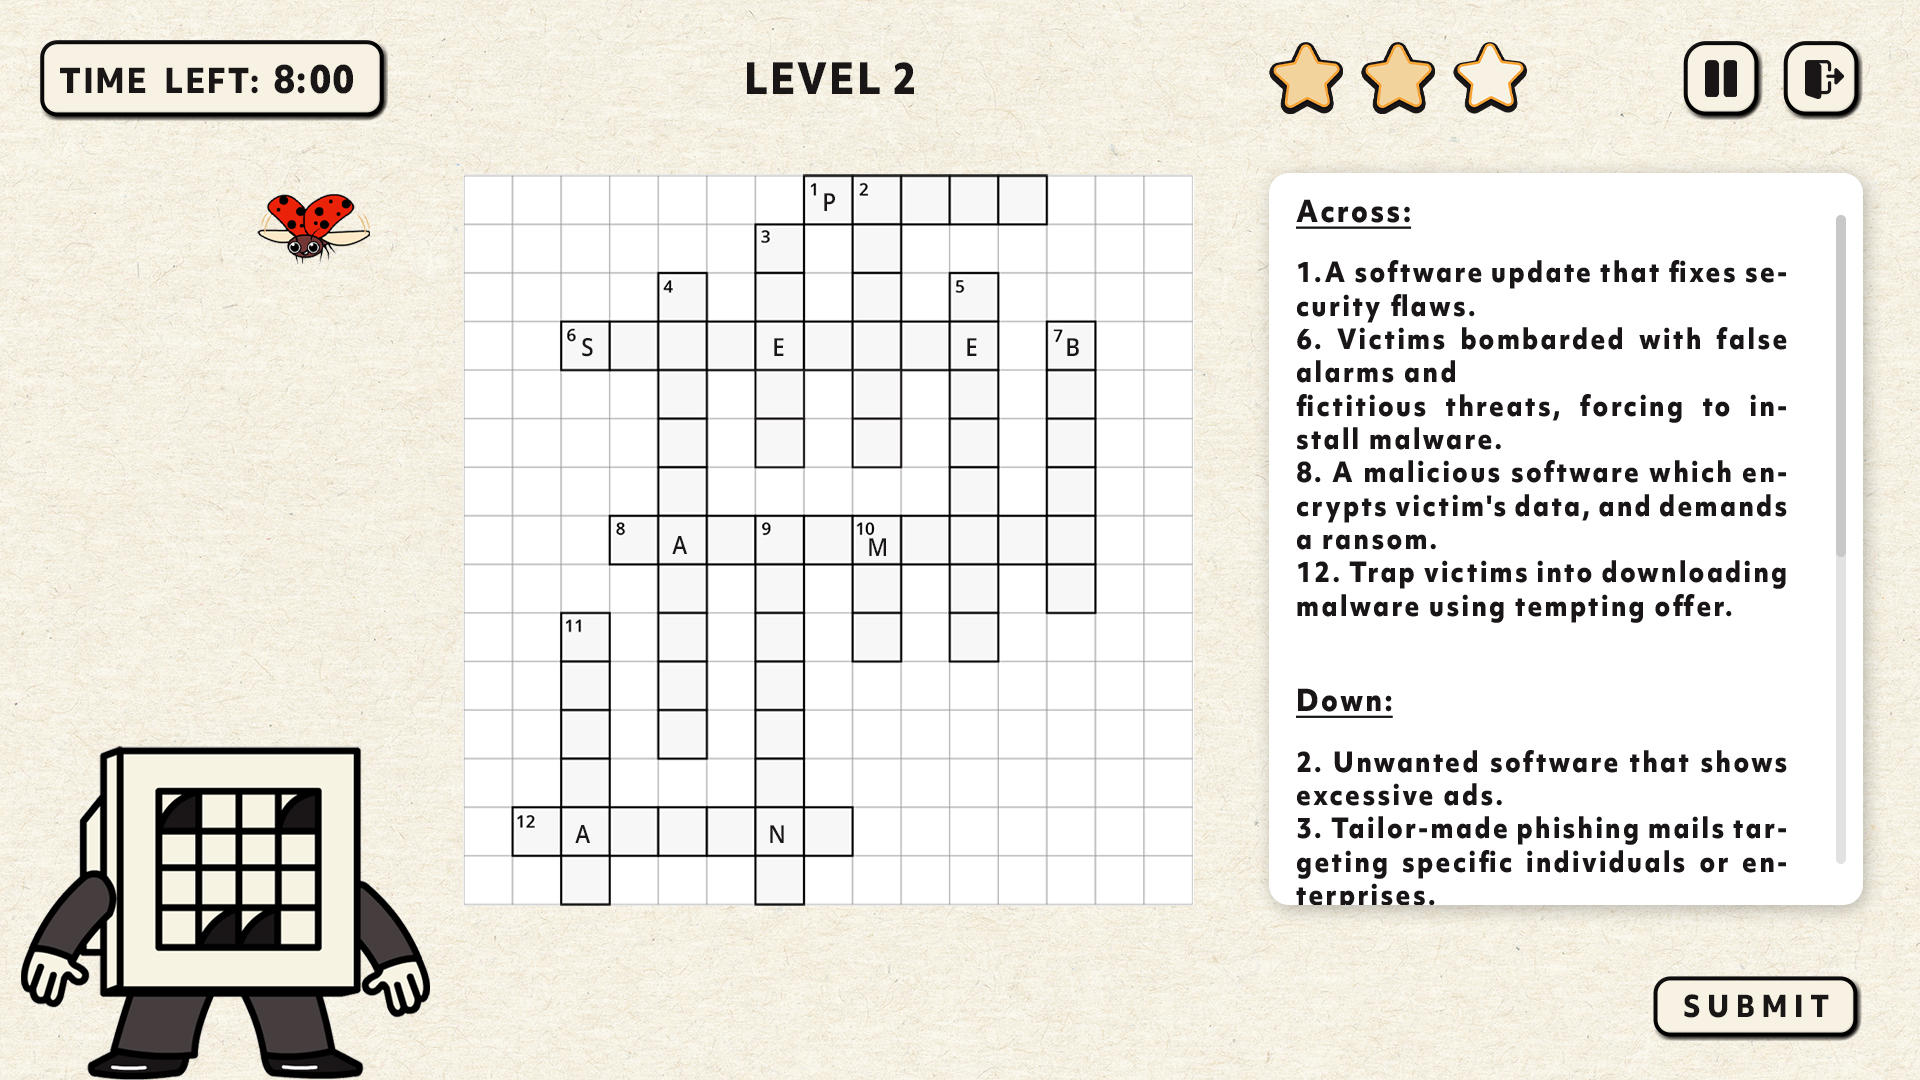 TIME LEFT: 8:00
LEVEL 2
1 P 2
3
4 5
6 S E E 7 B
8 A 9 10 M
11
12 A N
Across:
1.A software update that fixes se-
curity flaws.
6. Victims bombarded with false
alarms and
fictitious threats, forcing to in-
stall malware.
8. A malicious software which en-
crypts victim's data, and demands
a ransom.
12. Trap victims into downloading
malware using tempting offer.
Down:
2. Unwanted software that shows
excessive ads.
3. Tailor-made phishing mails tar-
geting specific individuals or en-
terprises.
SUBMIT